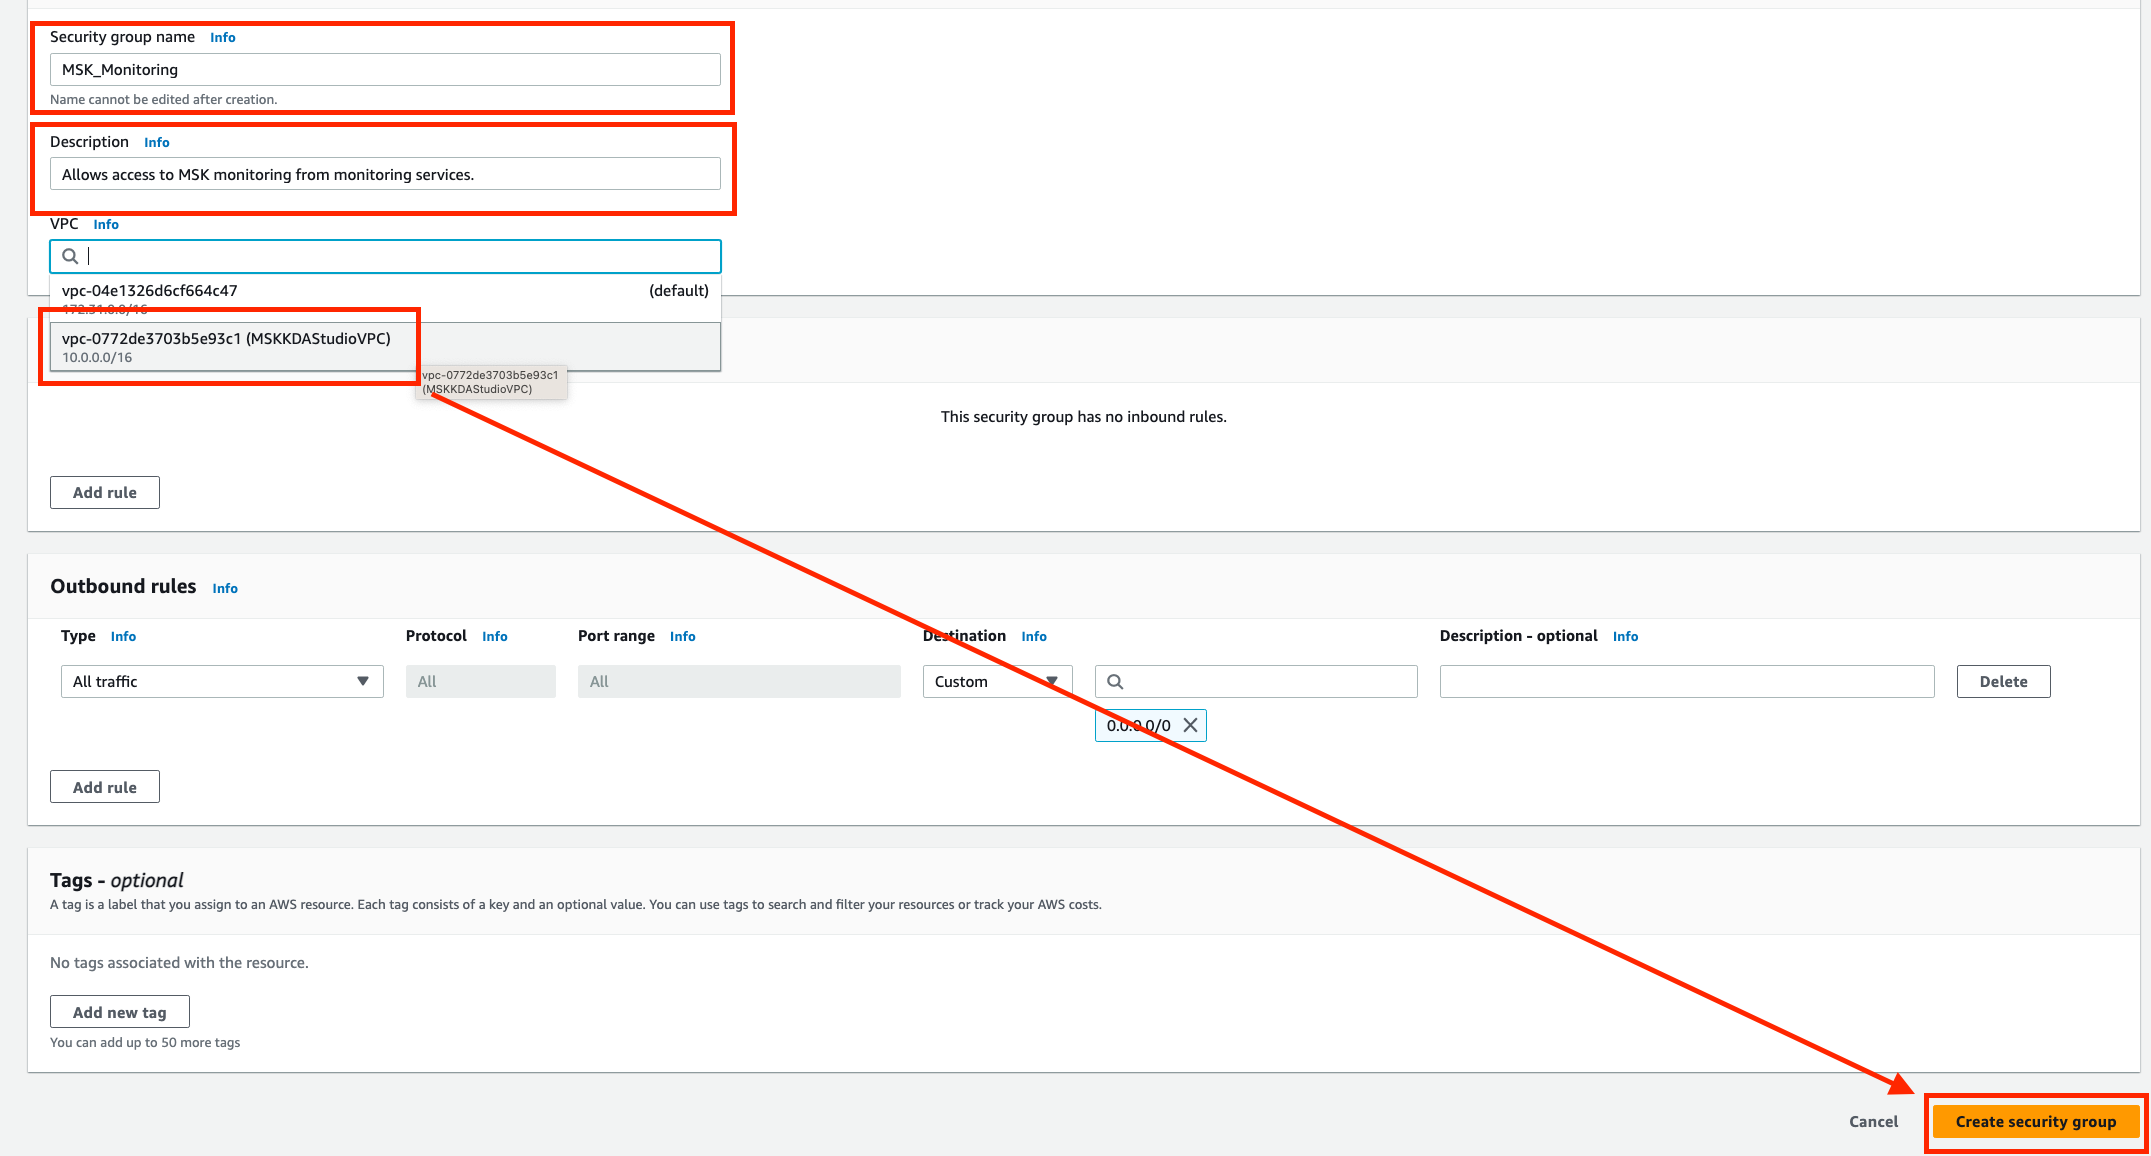 Security group name Info
MSK_Monitoring
Name cannot be edited after creation.
Description Info
Allows access to MSK monitoring from monitoring services.
VPC Info
vpc-04e1326d6cf664c47 (default)
172.31.0.0/16
vpc-0772de3703b5e93c1 (MSKKDAStudioVPC)
10.0.0.0/16
vpc-0772de3703b5e93c1
(MSKKDAStudioVPC)
This security group has no inbound rules.
Add rule
Outbound rules Info
Type Info Protocol Info Port range Info Destination Info Description - optional Info
All traffic All All Custom Delete
0.0.0.0/0
Add rule
Tags - optional
A tag is a label that you assign to an AWS resource. Each tag consists of a key and an optional value. You can use tags to search and filter your resources or track your AWS costs.
No tags associated with the resource.
Add new tag
You can add up to 50 more tags
Cancel Create security group